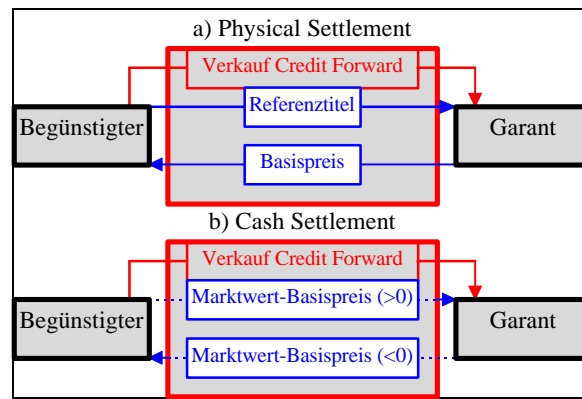 a) Physical Settlement
Verkauf Credit Forward
Referenztitel
Begünstigter
Garant
Basispreis
b) Cash Settlement
Verkauf Credit Forward
Marktwert-Basispreis (>0)
Begünstigter
Garant
Marktwert-Basispreis (<0)